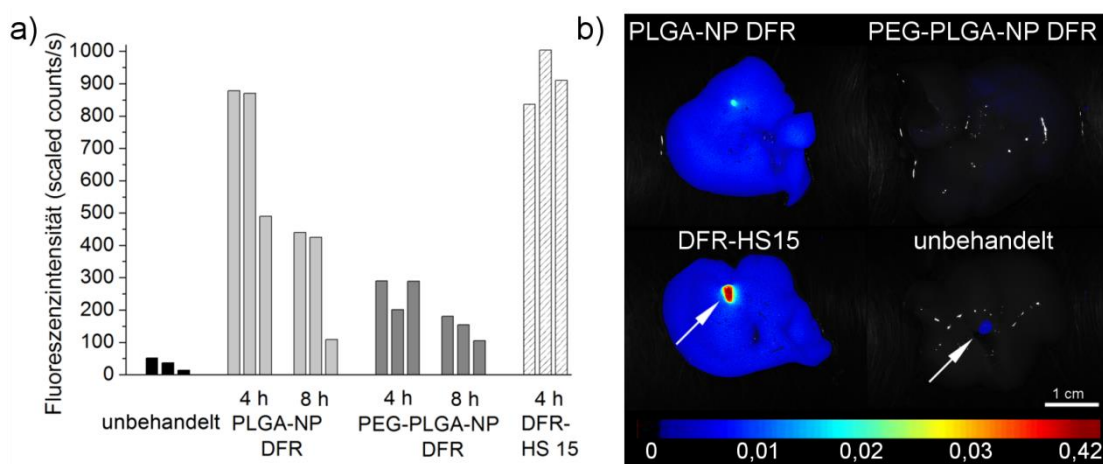 a)
Fluoreszenzintensität (scaled counts/s)
1000
900
800
700
600
500
400
300
200
100
0
4 h 8 h 4 h 8 h 4 h
unbehandelt PLGA-NP PEG-PLGA-NP DFR-
DFR DFR HS 15
b)
PLGA-NP DFR PEG-PLGA-NP DFR
DFR-HS15 unbehandelt
1 cm
0 0,01 0,02 0,03 0,42